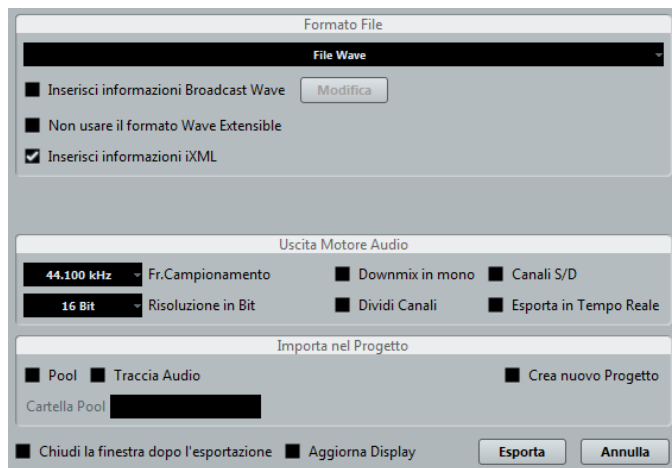 Formato File
File Wave
Inserisci informazioni Broadcast Wave Modifica
Non usare il formato Wave Extensible
Inserisci informazioni iXML
Uscita Motore Audio
44.100 kHz Fr.Campionamento Downmix in mono Canali S/D
16 Bit Risoluzione in Bit Dividi Canali Esporta in Tempo Reale
Importa nel Progetto
Pool Traccia Audio Crea nuovo Progetto
Cartella Pool
Chiudi la finestra dopo l'esportazione Aggiorna Display Esporta Annulla